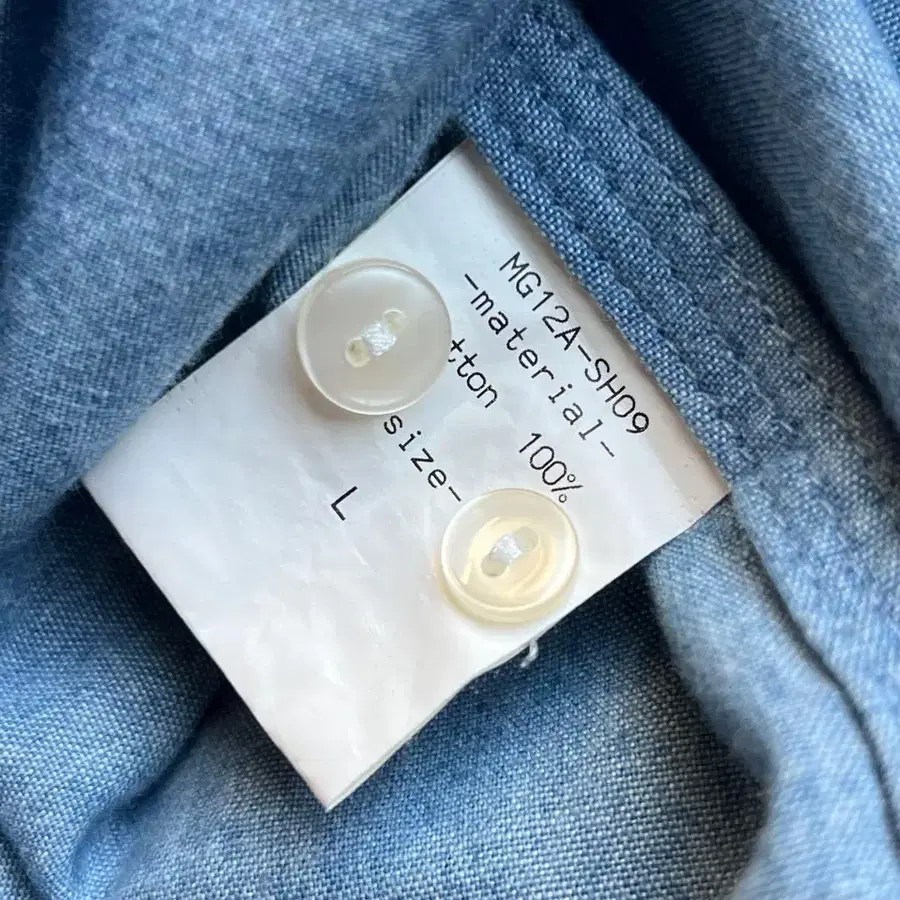 MG12A-SH09
-material-
tton 100%
size-
L